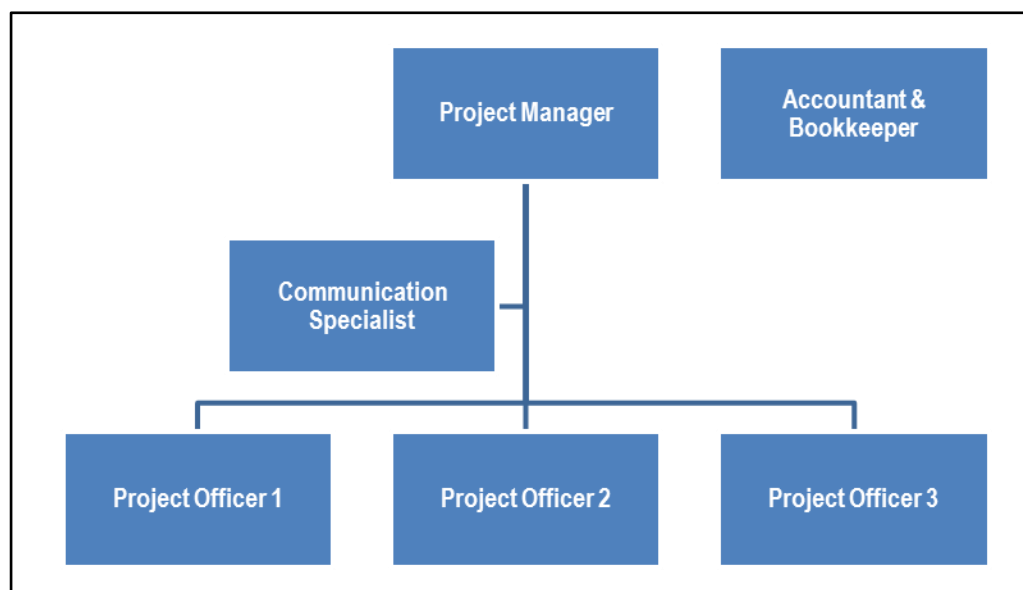 Project Manager
Accountant &
Bookkeeper
Communication
Specialist
Project Officer 1
Project Officer 2
Project Officer 3